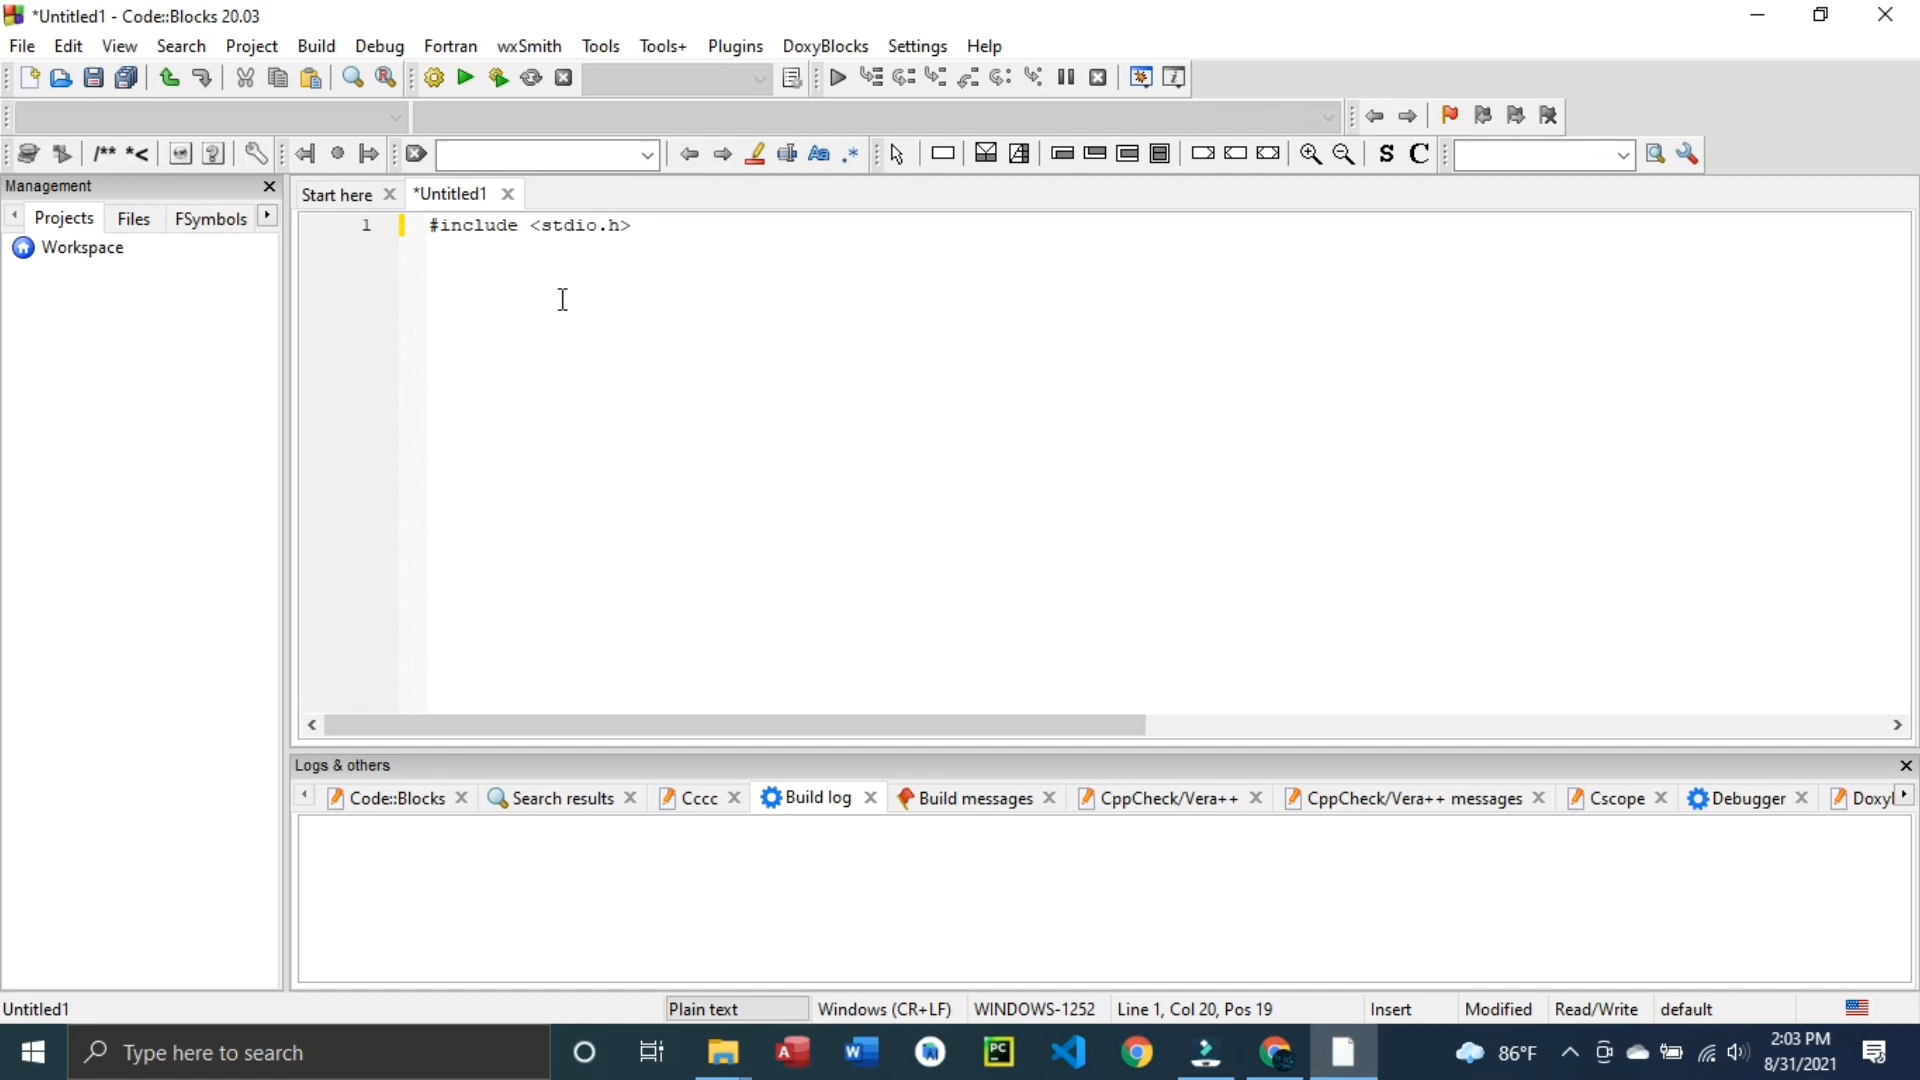 *Untitled1 - Code::Blocks 20.03
File Edit View Search Project Build Debug Fortran wxSmith Tools Tools+ Plugins DoxyBlocks Settings Help
/** *< Aa .* S C
Management
Projects Files FSymbols
Workspace
Start here *Untitled1
1 #include <stdio.h>
Logs & others
Code::Blocks Search results Cccc Build log Build messages CppCheck/Vera++ CppCheck/Vera++ messages Cscope Debugger Doxyl
Untitled1 Plain text Windows (CR+LF) WINDOWS-1252 Line 1, Col 20, Pos 19 Insert Modified Read/Write default
Type here to search 86°F 2:03 PM
8/31/2021